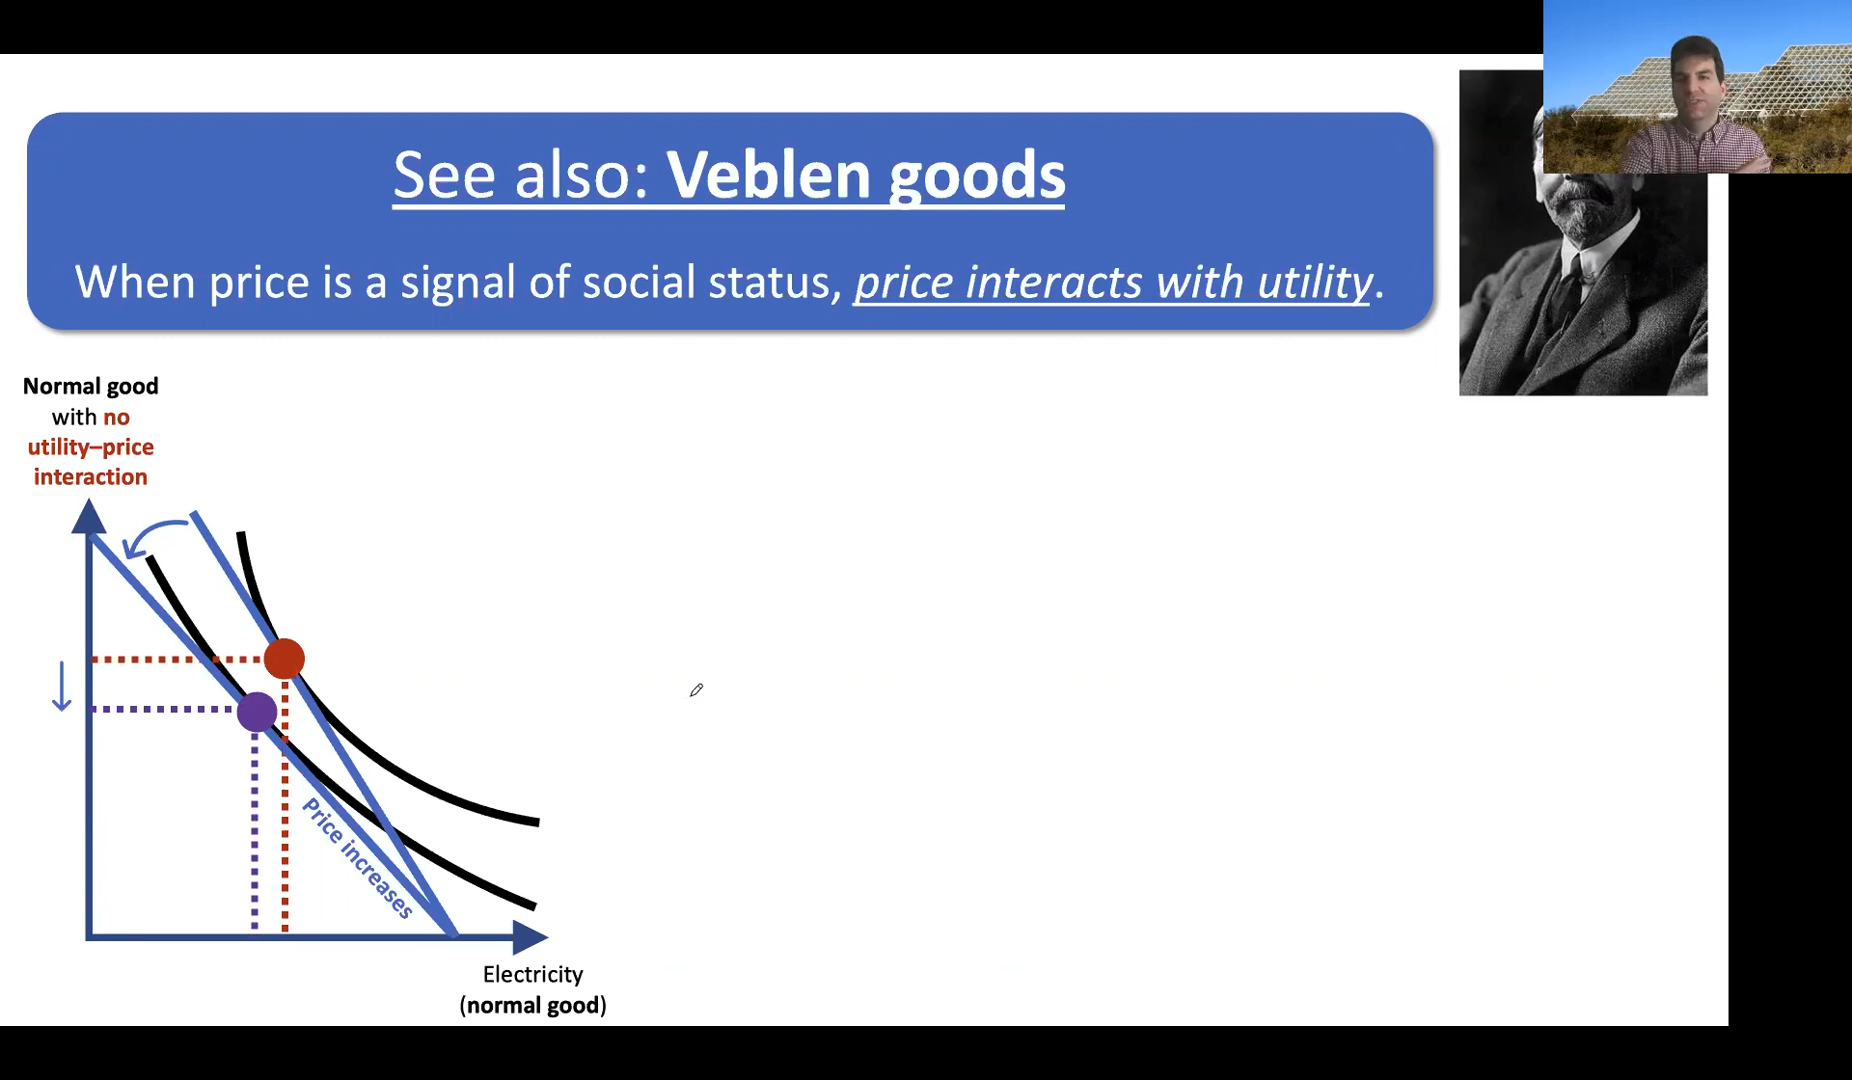 See also: Veblen goods
When price is a signal of social status, price interacts with utility.
Normal good
with no
utility–price
interaction
Price increases
Electricity
(normal good)